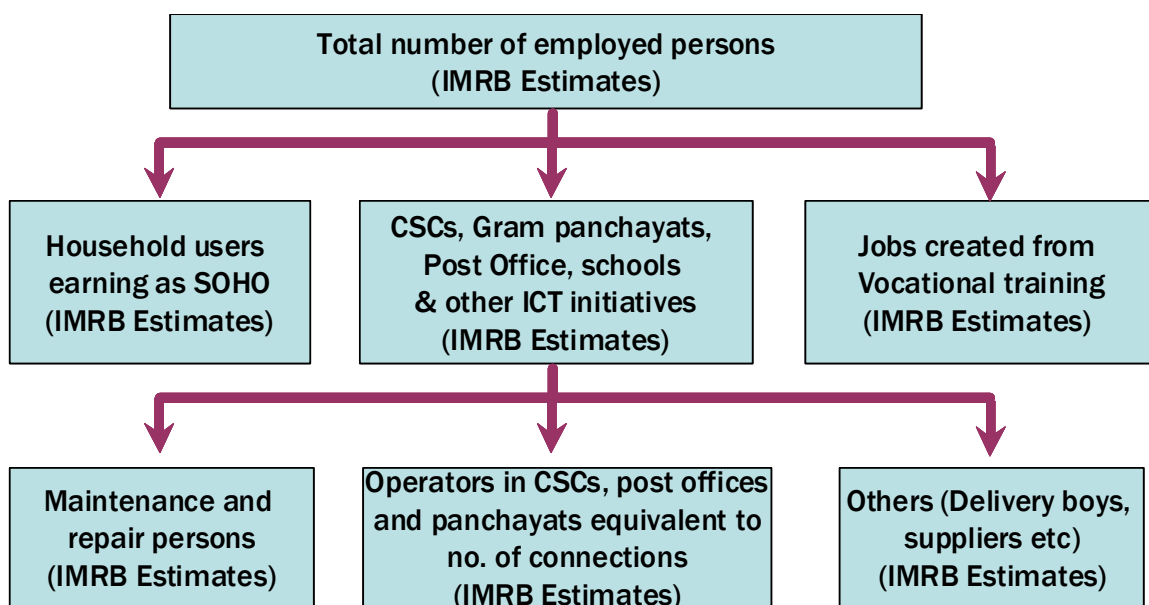 Total number of employed persons
(IMRB Estimates)
Household users
earning as SOHO
(IMRB Estimates)
CSCs, Gram panchayats,
Post Office, schools
& other ICT initiatives
(IMRB Estimates)
Jobs created from
Vocational training
(IMRB Estimates)
Maintenance and
repair persons
(IMRB Estimates)
Operators in CSCs, post offices
and panchayats equivalent to
no. of connections
(IMRB Estimates)
Others (Delivery boys,
suppliers etc)
(IMRB Estimates)